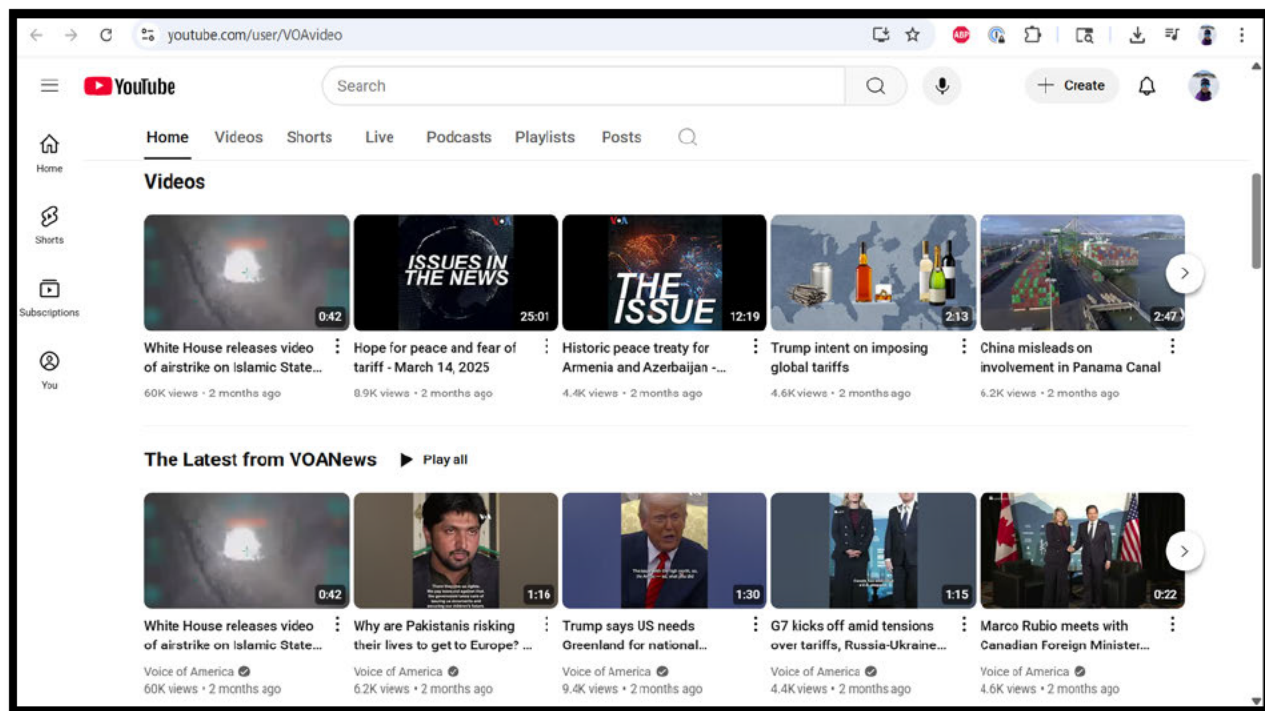 youtube.com/user/VOAvideo
ABP
YouTube
Search
Create
Home
Videos
Shorts
Live
Podcasts
Playlists
Posts
Home
Shorts
Subscriptions
You
Videos
VOA
ISSUES IN
THE NEWS
VOA
THE
ISSUE
0:42
25:01
12:19
2:13
2:47
White House releases video
of airstrike on Islamic State...
60K views • 2 months ago
Hope for peace and fear of
tariff - March 14, 2025
8.9K views • 2 months ago
Historic peace treaty for
Armenia and Azerbaijan -...
4.4K views • 2 months ago
Trump intent on imposing
global tariffs
4.6K views • 2 months ago
China misleads on
involvement in Panama Canal
6.2K views • 2 months ago
The Latest from VOANews
Play all
0:42
1:16
1:30
1:15
0:22
White House releases video
of airstrike on Islamic State...
Voice of America
60K views • 2 months ago
Why are Pakistanis risking
their lives to get to Europe? ...
Voice of America
6.2K views • 2 months ago
Trump says US needs
Greenland for national...
Voice of America
9.4K views • 2 months ago
G7 kicks off amid tensions
over tariffs, Russia-Ukraine...
Voice of America
4.4K views • 2 months ago
Marco Rubio meets with
Canadian Foreign Minister...
Voice of America
4.6K views • 2 months ago